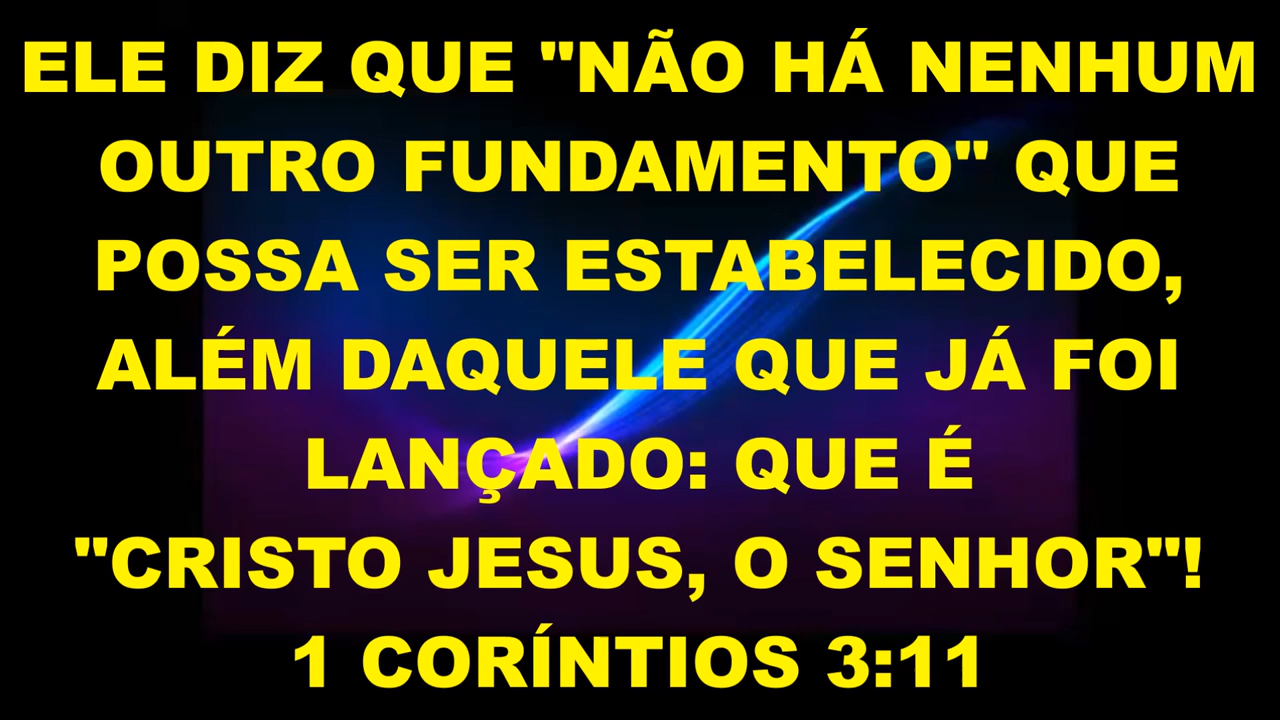 ELE DIZ QUE "NÃO HÁ NENHUM
OUTRO FUNDAMENTO" QUE
POSSA SER ESTABELECIDO,
ALÉM DAQUELE QUE JÁ FOI
LANÇADO: QUE É
"CRISTO JESUS, O SENHOR"!
1 CORÍNTIOS 3:11